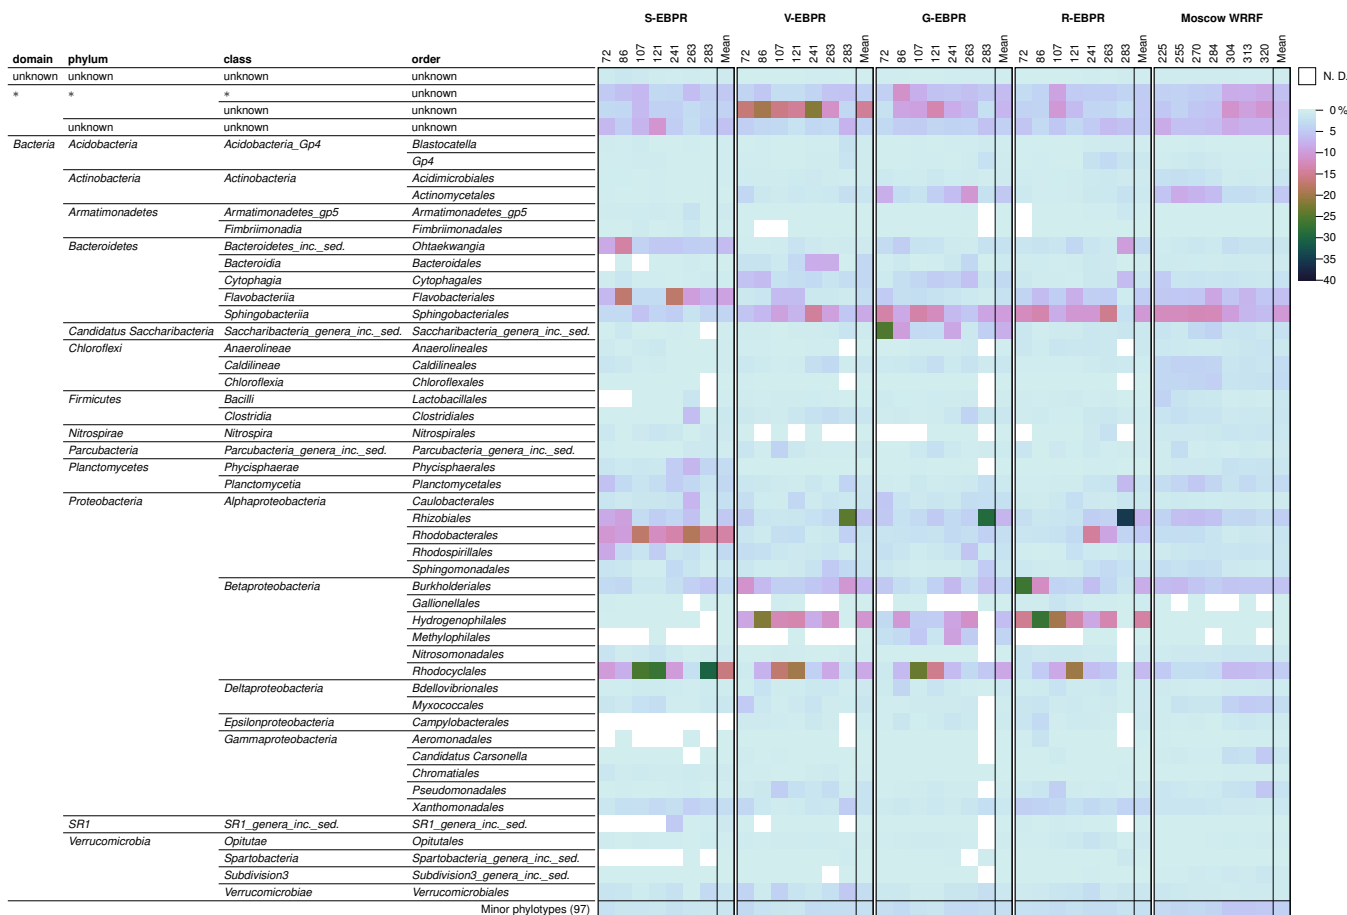 S-EBPR V-EBPR G-EBPR R-EBPR Moscow WRRF
domain phylum class order 72 86 107 121 241 263 283 Mean 72 86 107 121 241 263 283 Mean 72 86 107 121 241 263 283 Mean 72 86 107 121 241 263 283 Mean 225 255 270 284 304 313 320 Mean
unknown unknown unknown unknown
* * * unknown
unknown unknown
unknown unknown unknown
Bacteria Acidobacteria Acidobacteria_Gp4 Blastocatella
Gp4
Actinobacteria Actinobacteria Acidimicrobiales
Actinomycetales
Armatimonadetes Armatimonadetes_gp5 Armatimonadetes_gp5
Fimbriimonadia Fimbriimonadales
Bacteroidetes Bacteroidetes_inc._sed. Ohtaekwangia
Bacteroidia Bacteroidales
Cytophagia Cytophagales
Flavobacteriia Flavobacteriales
Sphingobacteriia Sphingobacteriales
Candidatus Saccharibacteria Saccharibacteria_genera_inc._sed. Saccharibacteria_genera_inc._sed.
Chloroflexi Anaerolineae Anaerolineales
Caldilineae Caldilineales
Chloroflexia Chloroflexales
Firmicutes Bacilli Lactobacillales
Clostridia Clostridiales
Nitrospirae Nitrospira Nitrospirales
Parcubacteria Parcubacteria_genera_inc._sed. Parcubacteria_genera_inc._sed.
Planctomycetes Phycisphaerae Phycisphaerales
Planctomycetia Planctomycetales
Proteobacteria Alphaproteobacteria Caulobacterales
Rhizobiales
Rhodobacterales
Rhodospirillales
Sphingomonadales
Betaproteobacteria Burkholderiales
Gallionellales
Hydrogenophilales
Methylophilales
Nitrosomonadales
Rhodocyclales
Deltaproteobacteria Bdellovibrionales
Myxococcales
Epsilonproteobacteria Campylobacterales
Gammaproteobacteria Aeromonadales
Candidatus Carsonella
Chromatiales
Pseudomonadales
Xanthomonadales
SR1 SR1_genera_inc._sed. SR1_genera_inc._sed.
Verrucomicrobia Opitutae Opitutales
Spartobacteria Spartobacteria_genera_inc._sed.
Subdivision3 Subdivision3_genera_inc._sed.
Verrucomicrobiae Verrucomicrobiales
Minor phylotypes (97)
N. D.
0 %
5
10
15
20
25
30
35
40